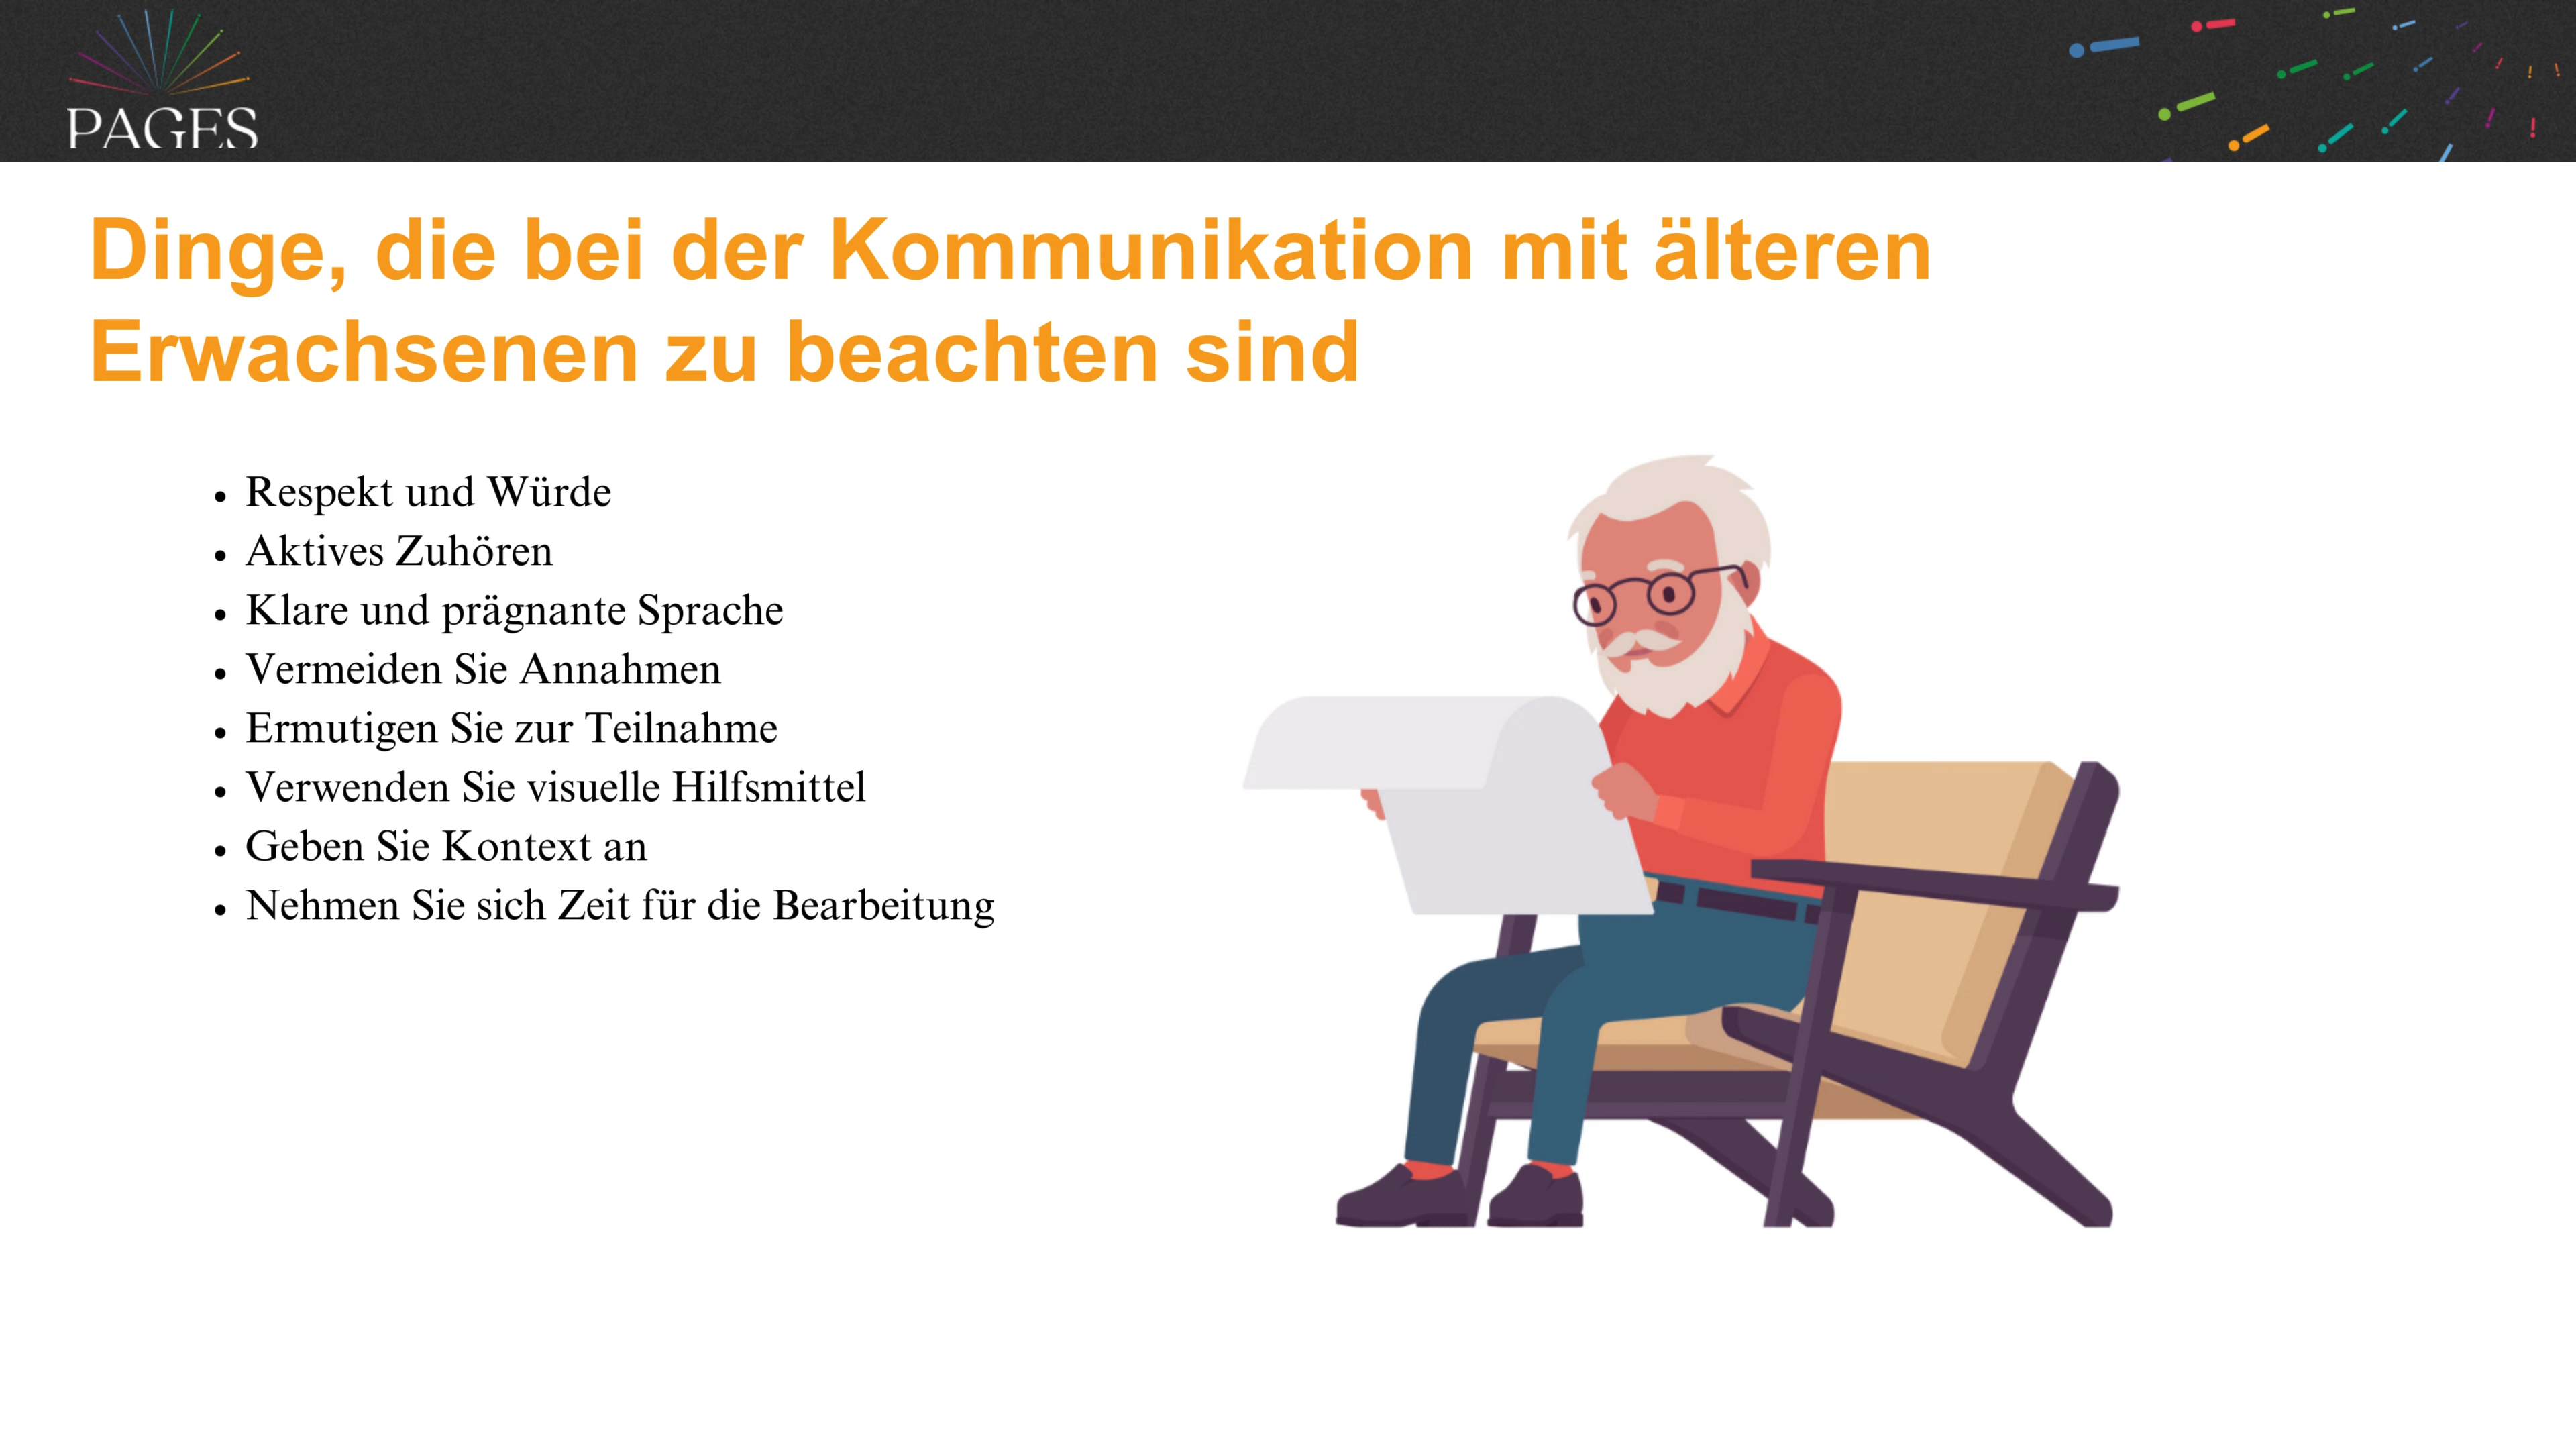 PAGES
Dinge, die bei der Kommunikation mit älteren
Erwachsenen zu beachten sind
• Respekt und Würde
• Aktives Zuhören
• Klare und prägnante Sprache
• Vermeiden Sie Annahmen
• Ermutigen Sie zur Teilnahme
• Verwenden Sie visuelle Hilfsmittel
• Geben Sie Kontext an
• Nehmen Sie sich Zeit für die Bearbeitung